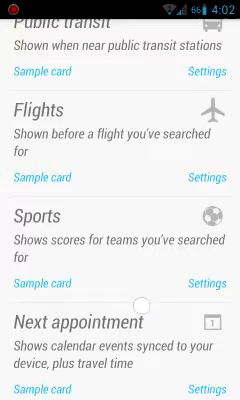 66 4:02
Public transit
Shown when near public transit stations
Sample card Settings
Flights
Shown before a flight you've searched
for
Sample card Settings
Sports
Shows scores for teams you've searched
for
Sample card Settings
Next appointment
1
Shows calendar events synced to your
device, plus travel time
Sample card Settings